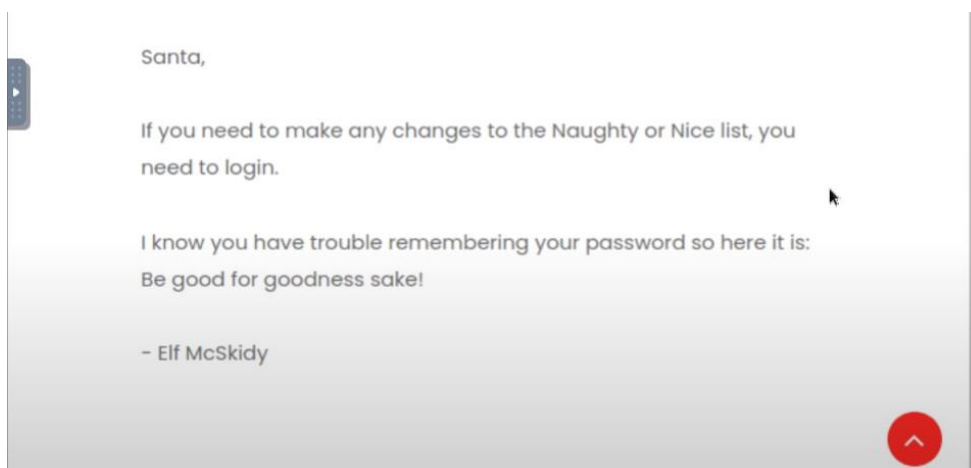 Santa,
If you need to make any changes to the Naughty or Nice list, you
need to login.
I know you have trouble remembering your password so here it is:
Be good for goodness sake!
- Elf McSkidy